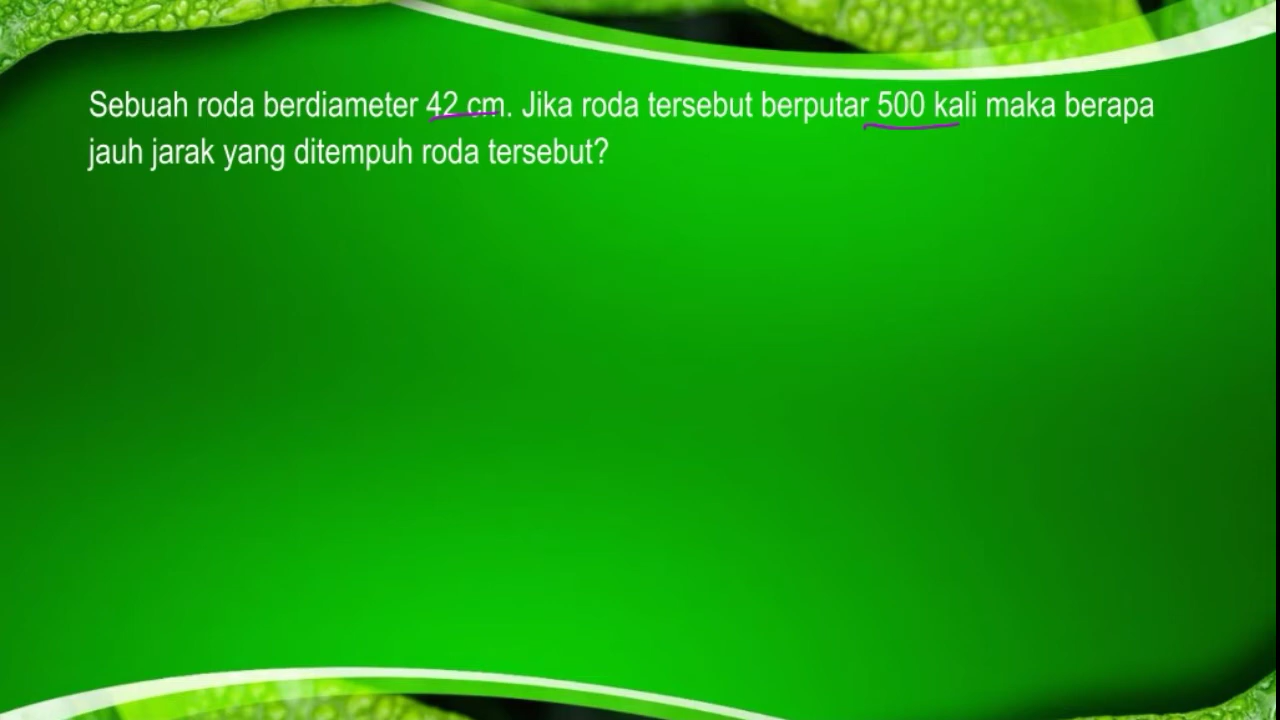 Sebuah roda berdiameter 42 cm. Jika roda tersebut berputar 500 kali maka berapa
jauh jarak yang ditempuh roda tersebut?